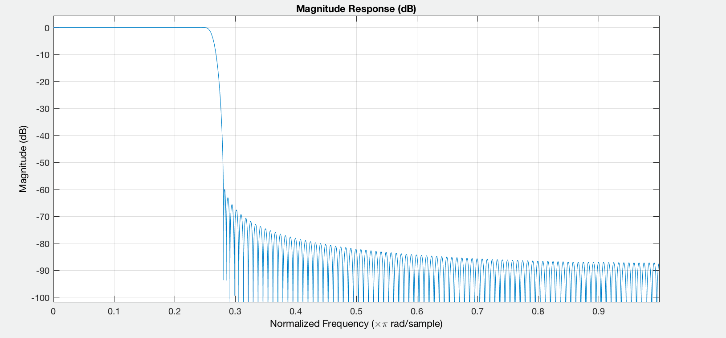 Magnitude Response (dB)
0
-10
-20
-30
-40
-50
-60
-70
-80
-90
-100
Magnitude (dB)
0 0.1 0.2 0.3 0.4 0.5 0.6 0.7 0.8 0.9
Normalized Frequency (×π rad/sample)